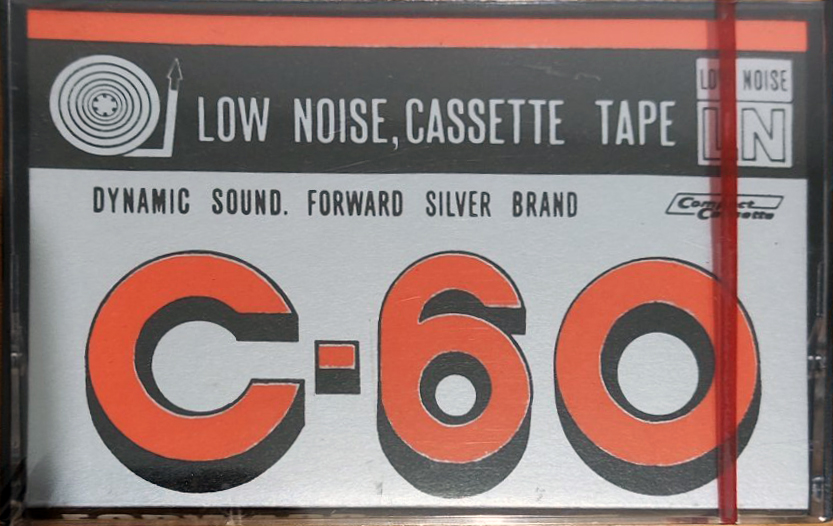 LOW NOISE, CASSETTE TAPE
LOW NOISE
LN
DYNAMIC SOUND. FORWARD SILVER BRAND
Compact
Cassette
C-60